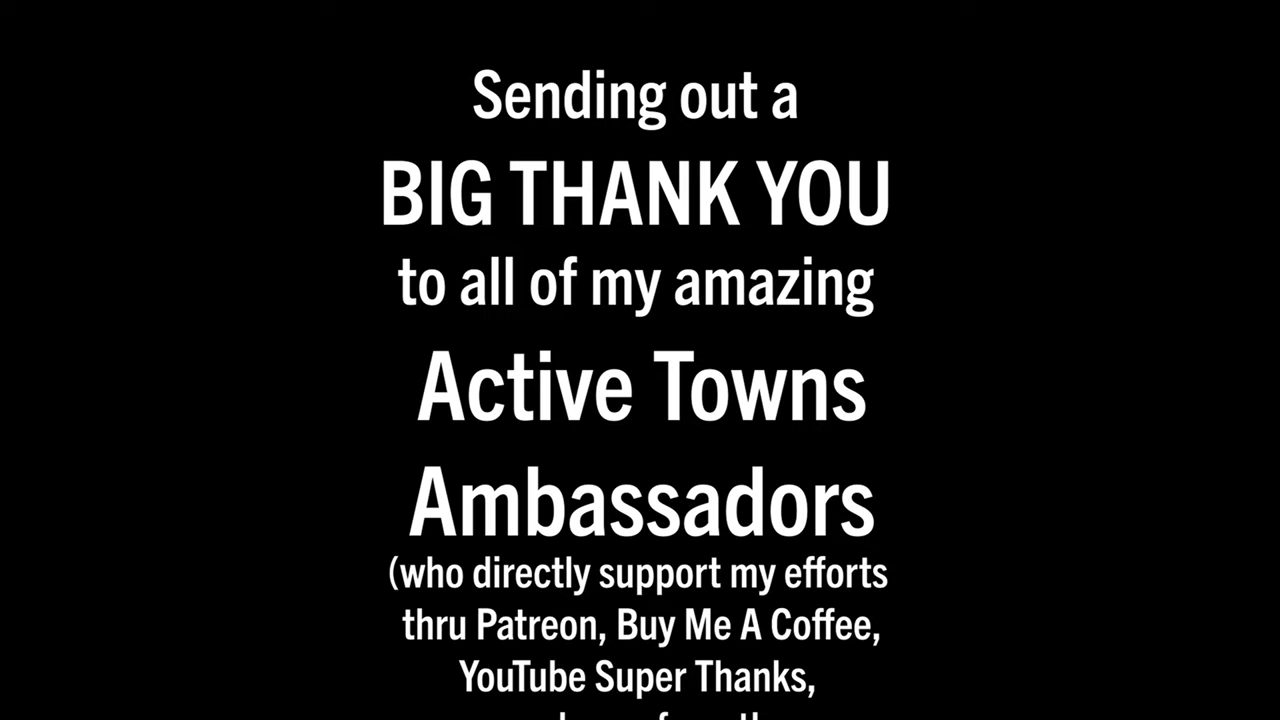 Sending out a
BIG THANK YOU
to all of my amazing
Active Towns
Ambassadors
(who directly support my efforts
thru Patreon, Buy Me A Coffee,
YouTube Super Thanks,